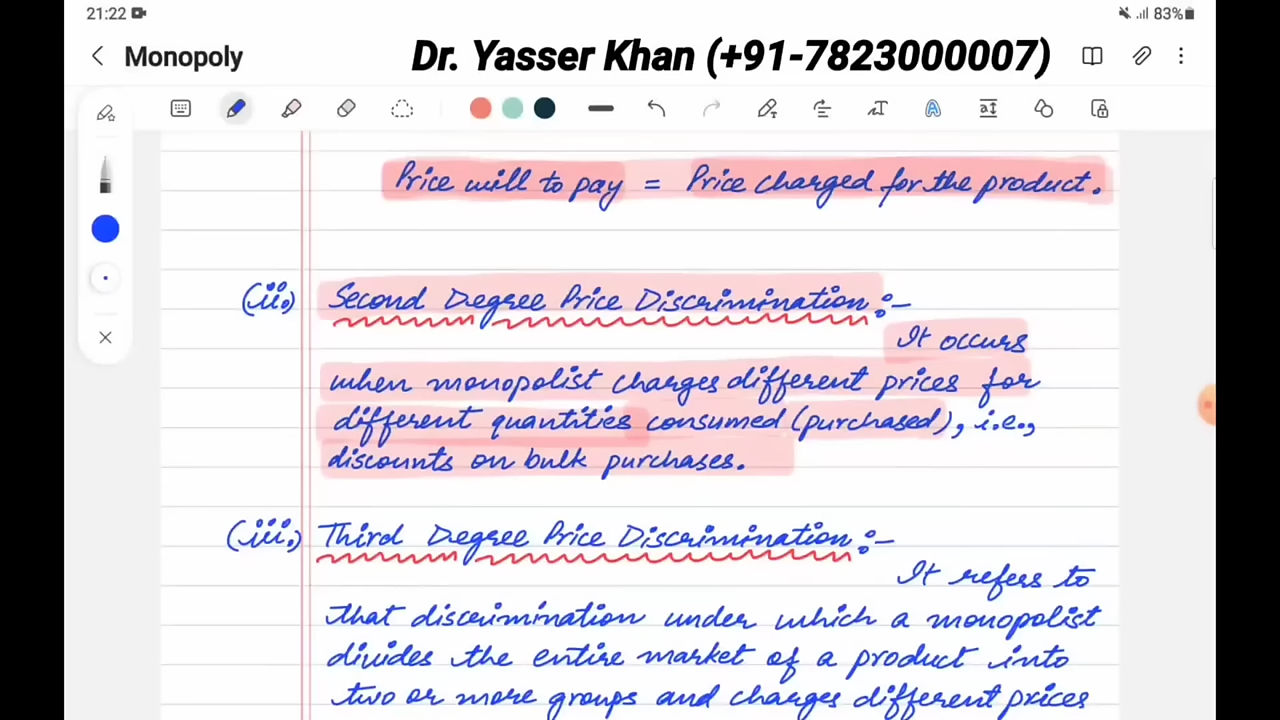 21:22
83%
Monopoly
Dr. Yasser Khan (+91-7823000007)
Price will to pay = Price charged for the product.
(ii.) Second Degree Price Discrimination :-
It occurs
when monopolist charges different prices for
different quantities consumed (purchased), i.e.,
discounts on bulk purchases.
(iii.) Third Degree Price Discrimination :-
It refers to
that discrimination under which a monopolist
divides the entire market of a product into
two or more groups and charges different prices